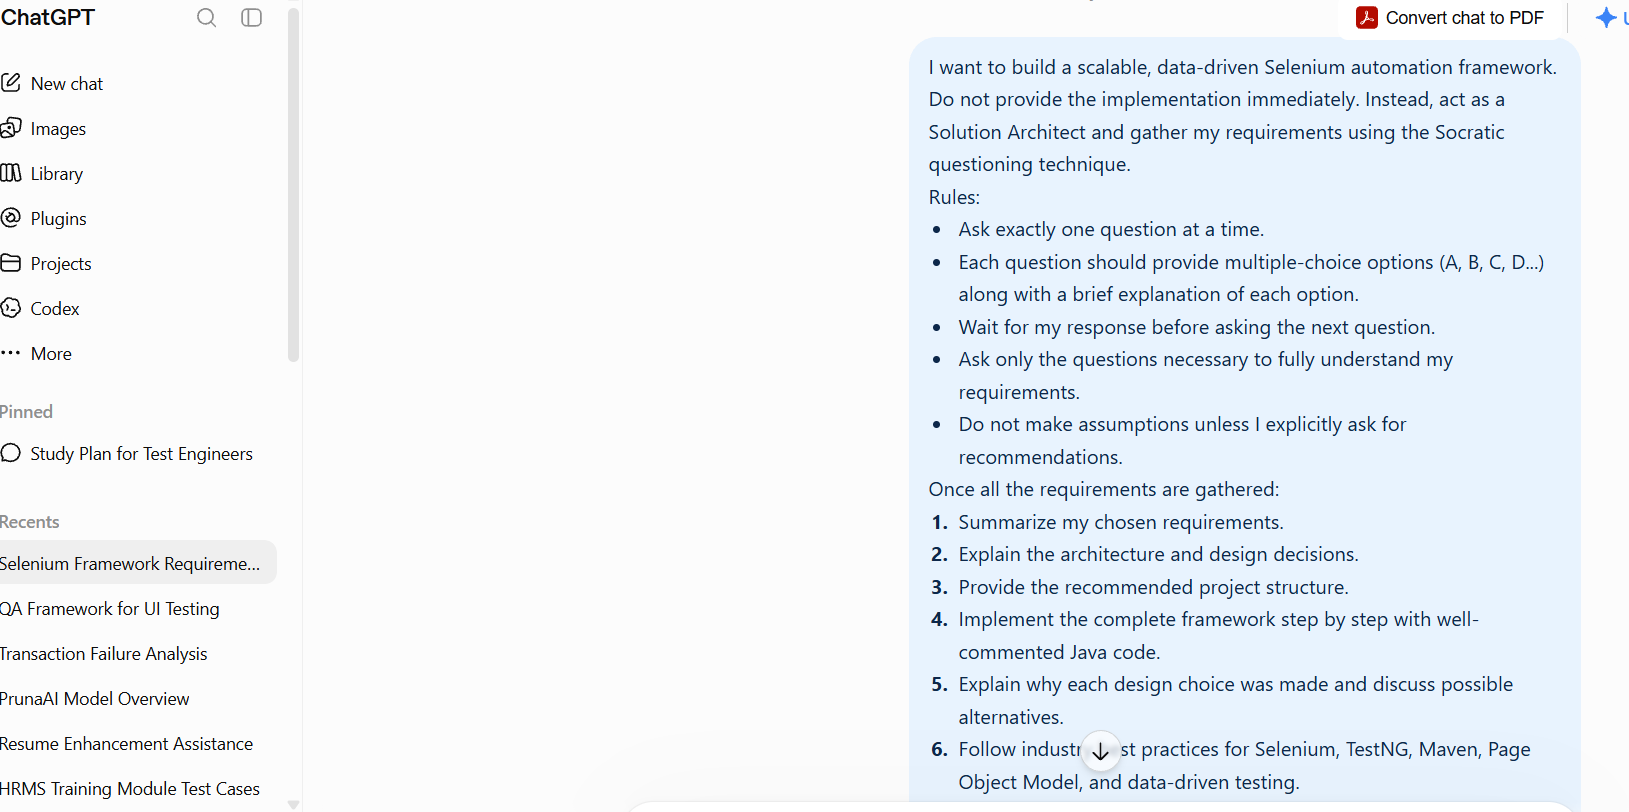 ChatGPT
New chat
Images
Library
Plugins
Projects
Codex
More
Pinned
Study Plan for Test Engineers
Recents
Selenium Framework Requireme...
QA Framework for UI Testing
Transaction Failure Analysis
PrunaAI Model Overview
Resume Enhancement Assistance
HRMS Training Module Test Cases
Convert chat to PDF
I want to build a scalable, data-driven Selenium automation framework.
Do not provide the implementation immediately. Instead, act as a
Solution Architect and gather my requirements using the Socratic
questioning technique.
Rules:
• Ask exactly one question at a time.
• Each question should provide multiple-choice options (A, B, C, D...)
along with a brief explanation of each option.
• Wait for my response before asking the next question.
• Ask only the questions necessary to fully understand my
requirements.
• Do not make assumptions unless I explicitly ask for
recommendations.
Once all the requirements are gathered:
1. Summarize my chosen requirements.
2. Explain the architecture and design decisions.
3. Provide the recommended project structure.
4. Implement the complete framework step by step with well-
commented Java code.
5. Explain why each design choice was made and discuss possible
alternatives.
6. Follow practices for Selenium, TestNG, Maven, Page
Object Model, and data-driven testing.